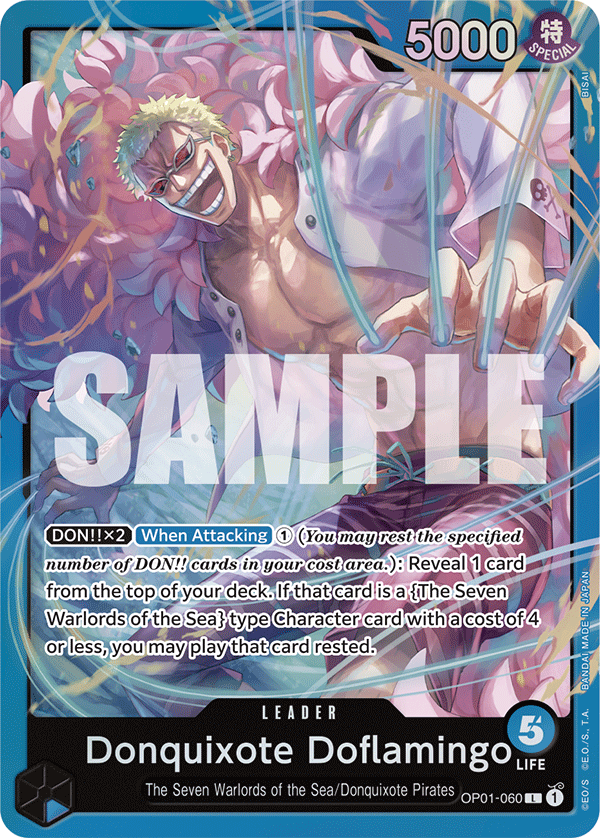 5000
特
SPECIAL
BISAI
SAMPLE
DON!!×2 When Attacking ① (You may rest the specified
number of DON!! cards in your cost area.): Reveal 1 card
from the top of your deck. If that card is a {The Seven
Warlords of the Sea} type Character card with a cost of 4
or less, you may play that card rested.
LEADER
Donquixote Doflamingo
5
LIFE
The Seven Warlords of the Sea/Donquixote Pirates
OP01-060 L 1
©E.O./S ©E.O./S., T.A. BANDAI MADE IN JAPAN